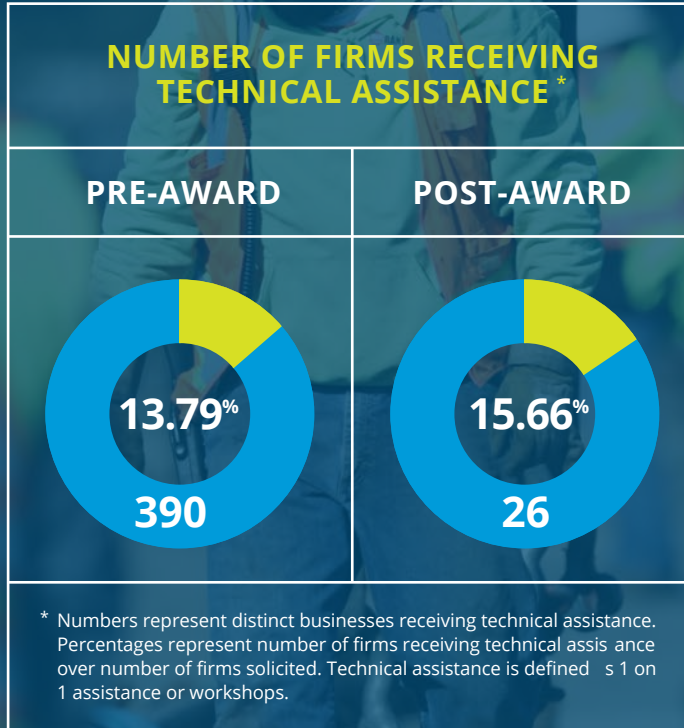 NUMBER OF FIRMS RECEIVING
TECHNICAL ASSISTANCE *
PRE-AWARD
POST-AWARD
13.79%
390
15.66%
26
* Numbers represent distinct businesses receiving technical assistance.
Percentages represent number of firms receiving technical assis ance
over number of firms solicited. Technical assistance is defined s 1 on
1 assistance or workshops.